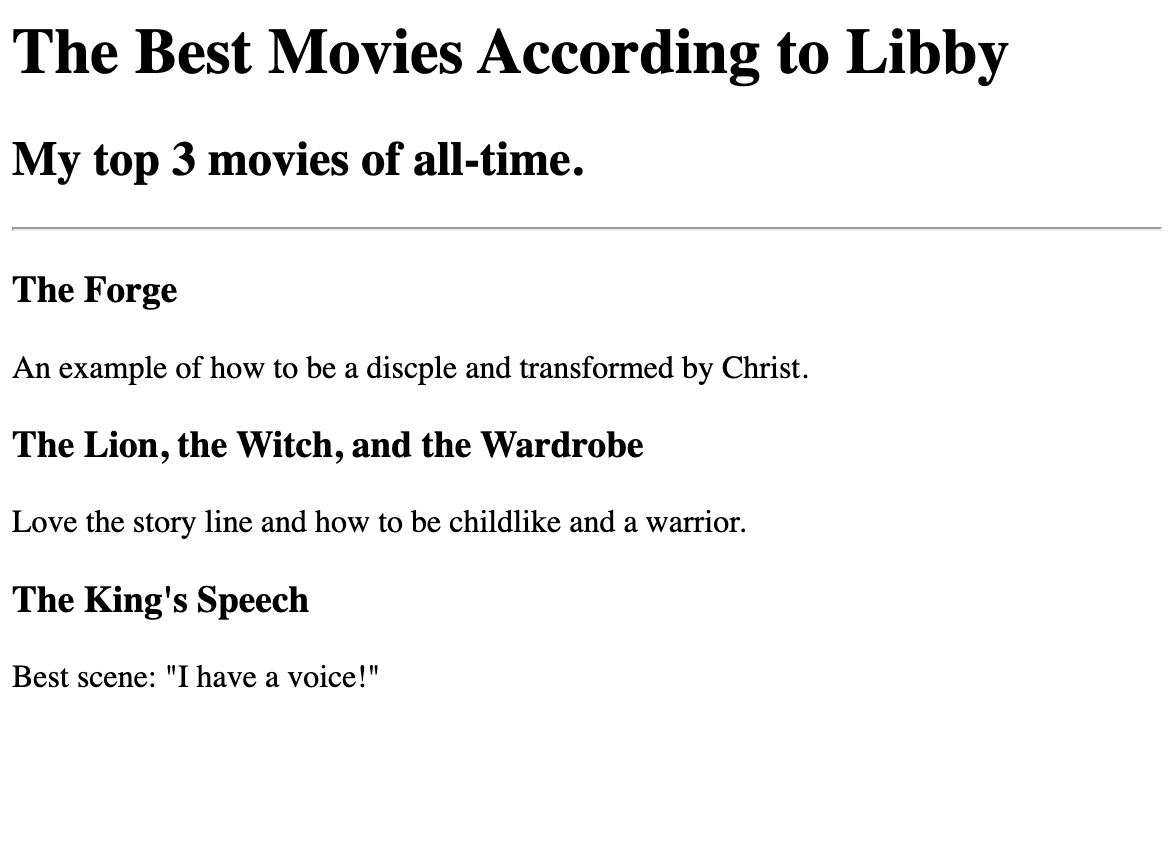 The Best Movies According to Libby
My top 3 movies of all-time.
The Forge
An example of how to be a discple and transformed by Christ.
The Lion, the Witch, and the Wardrobe
Love the story line and how to be childlike and a warrior.
The King's Speech
Best scene: "I have a voice!"